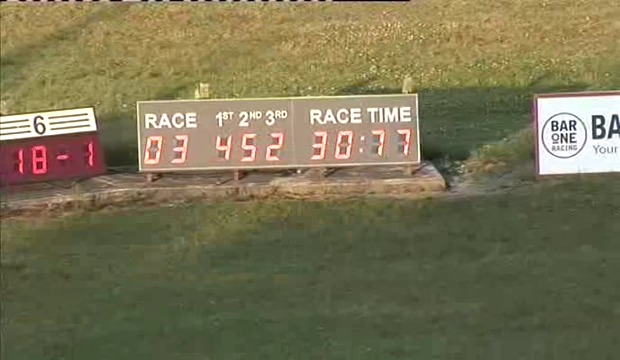 6
18-1
RACE 1ST 2ND 3RD RACE TIME
03 452 30:77
BAR
ONE
RACING
BA
Your